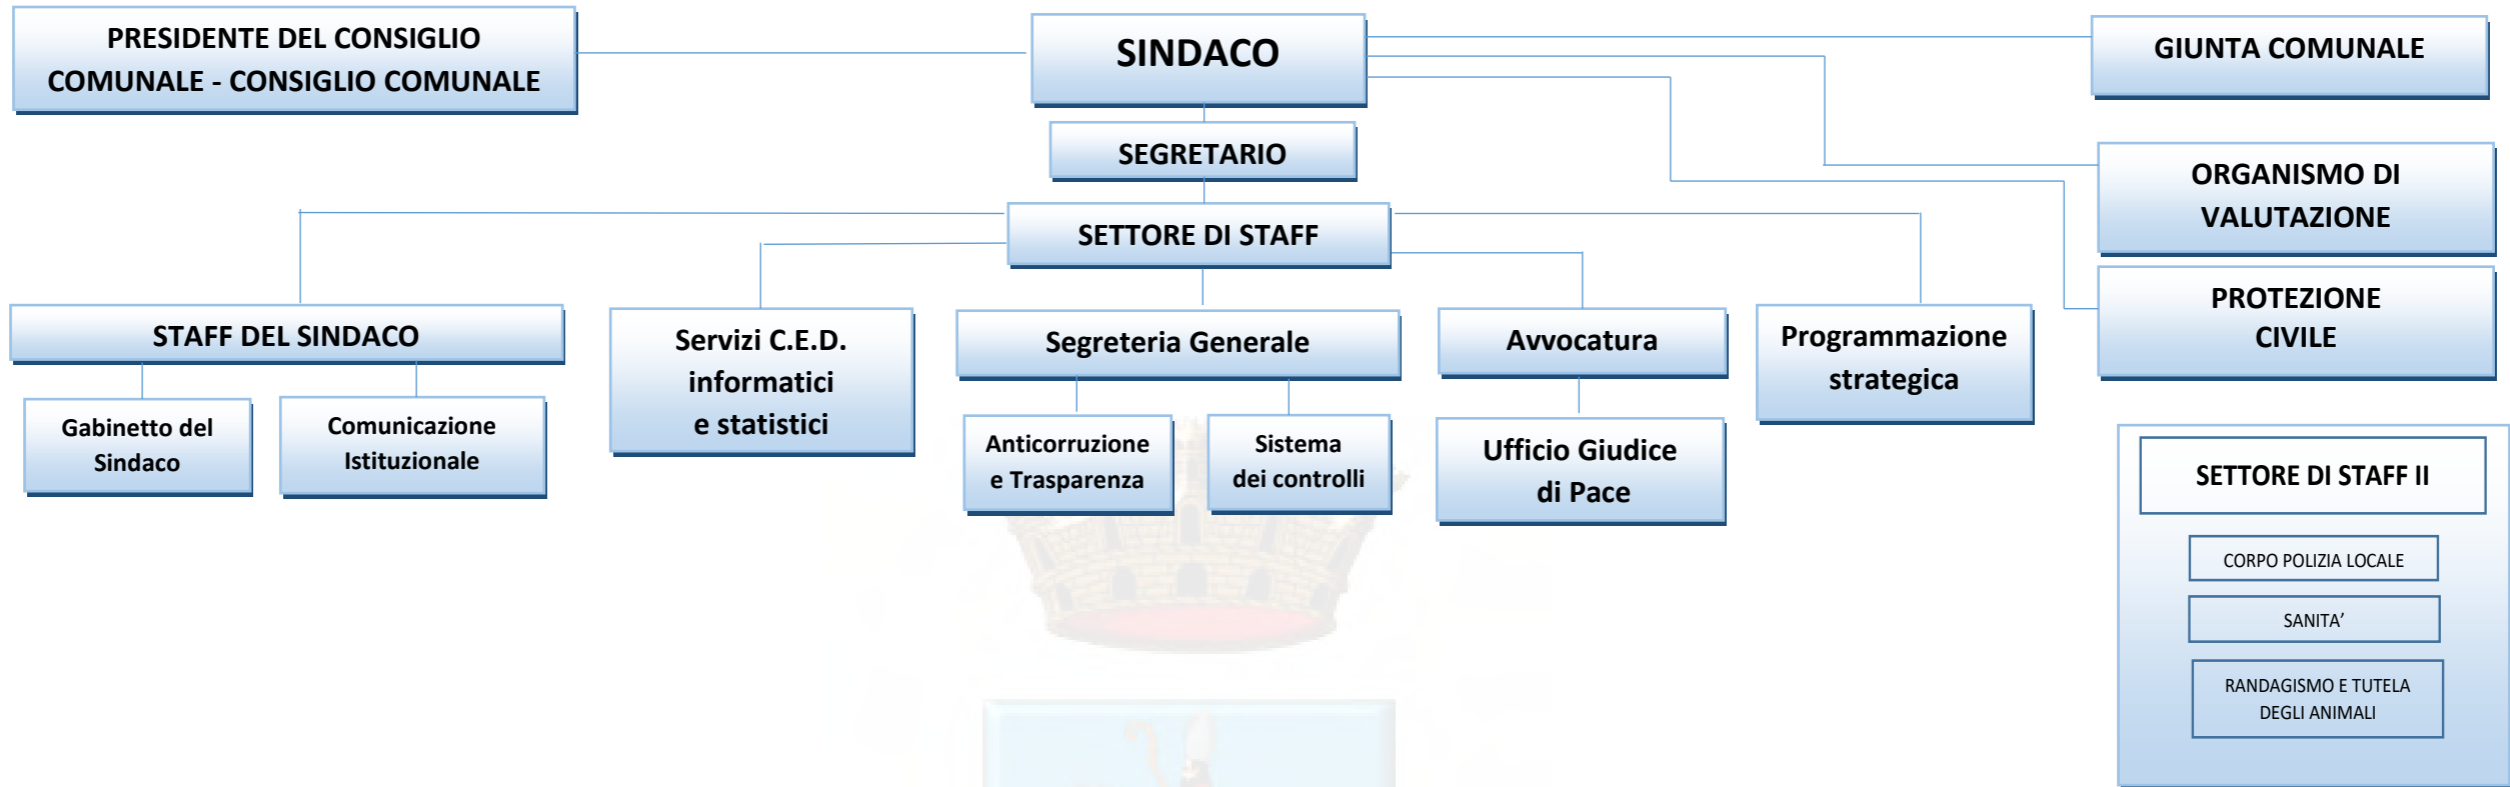 PRESIDENTE DEL CONSIGLIO
COMUNALE - CONSIGLIO COMUNALE
SINDACO
GIUNTA COMUNALE
SEGRETARIO
ORGANISMO DI
VALUTAZIONE
SETTORE DI STAFF
PROTEZIONE
CIVILE
STAFF DEL SINDACO
Gabinetto del
Sindaco
Comunicazione
Istituzionale
Servizi C.E.D.
informatici
e statistici
Segreteria Generale
Anticorruzione
e Trasparenza
Sistema
dei controlli
Avvocatura
Ufficio Giudice
di Pace
Programmazione
strategica
SETTORE DI STAFF II
CORPO POLIZIA LOCALE
SANITA’
RANDAGISMO E TUTELA
DEGLI ANIMALI